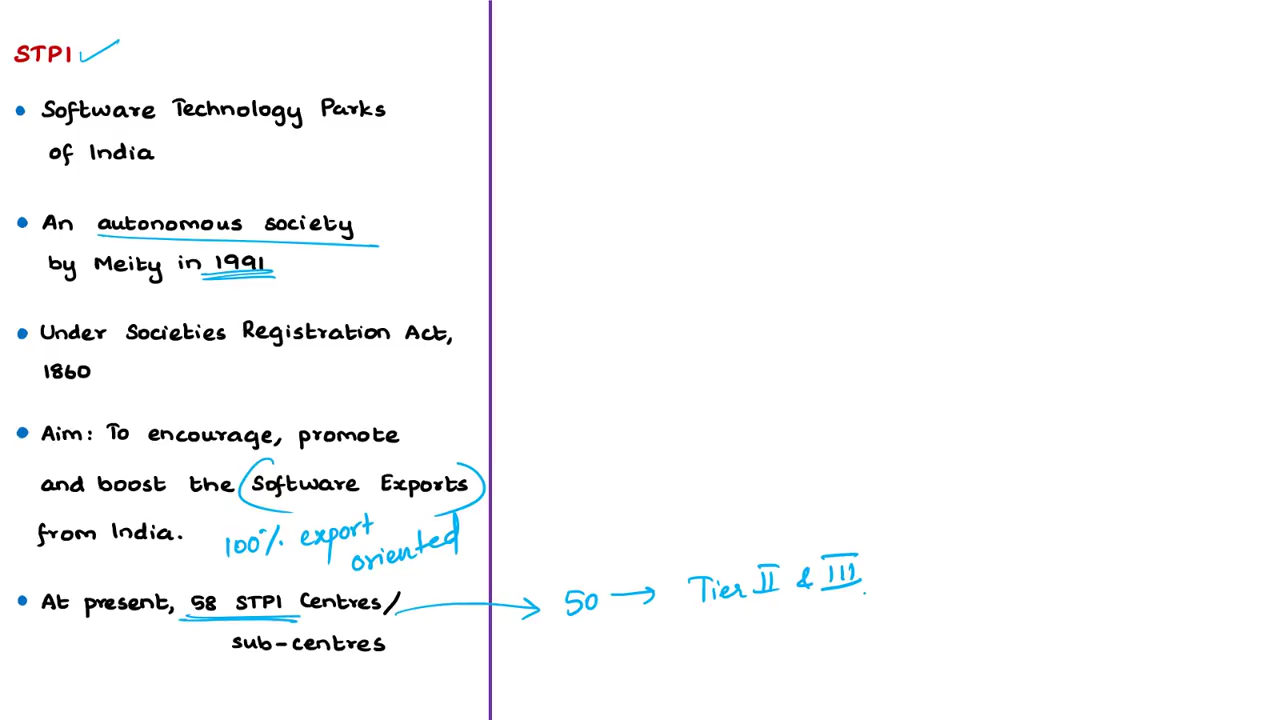 STPI
• Software Technology Parks
of India
• An autonomous society
by Meity in 1991
• Under Societies Registration Act,
1860
• Aim: To encourage, promote
and boost the Software Exports
from India.
100% export
oriented
• At present, 58 STPI Centres/
sub-centres
50 → Tier II & III